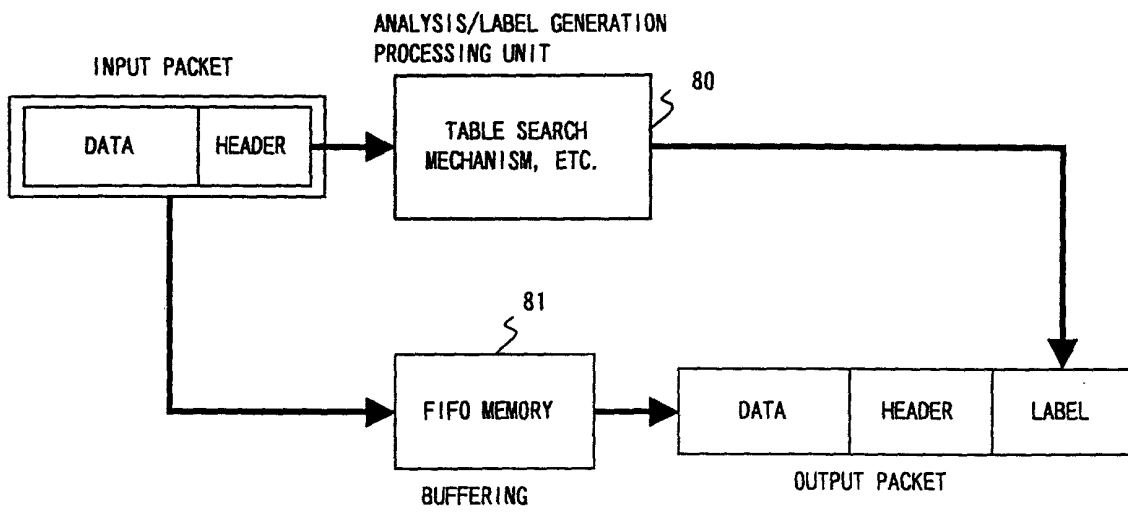 ANALYSIS/LABEL GENERATION
PROCESSING UNIT
INPUT PACKET
80
DATA
HEADER
TABLE SEARCH
MECHANISM, ETC.
81
FIFO MEMORY
DATA
HEADER
LABEL
BUFFERING
OUTPUT PACKET